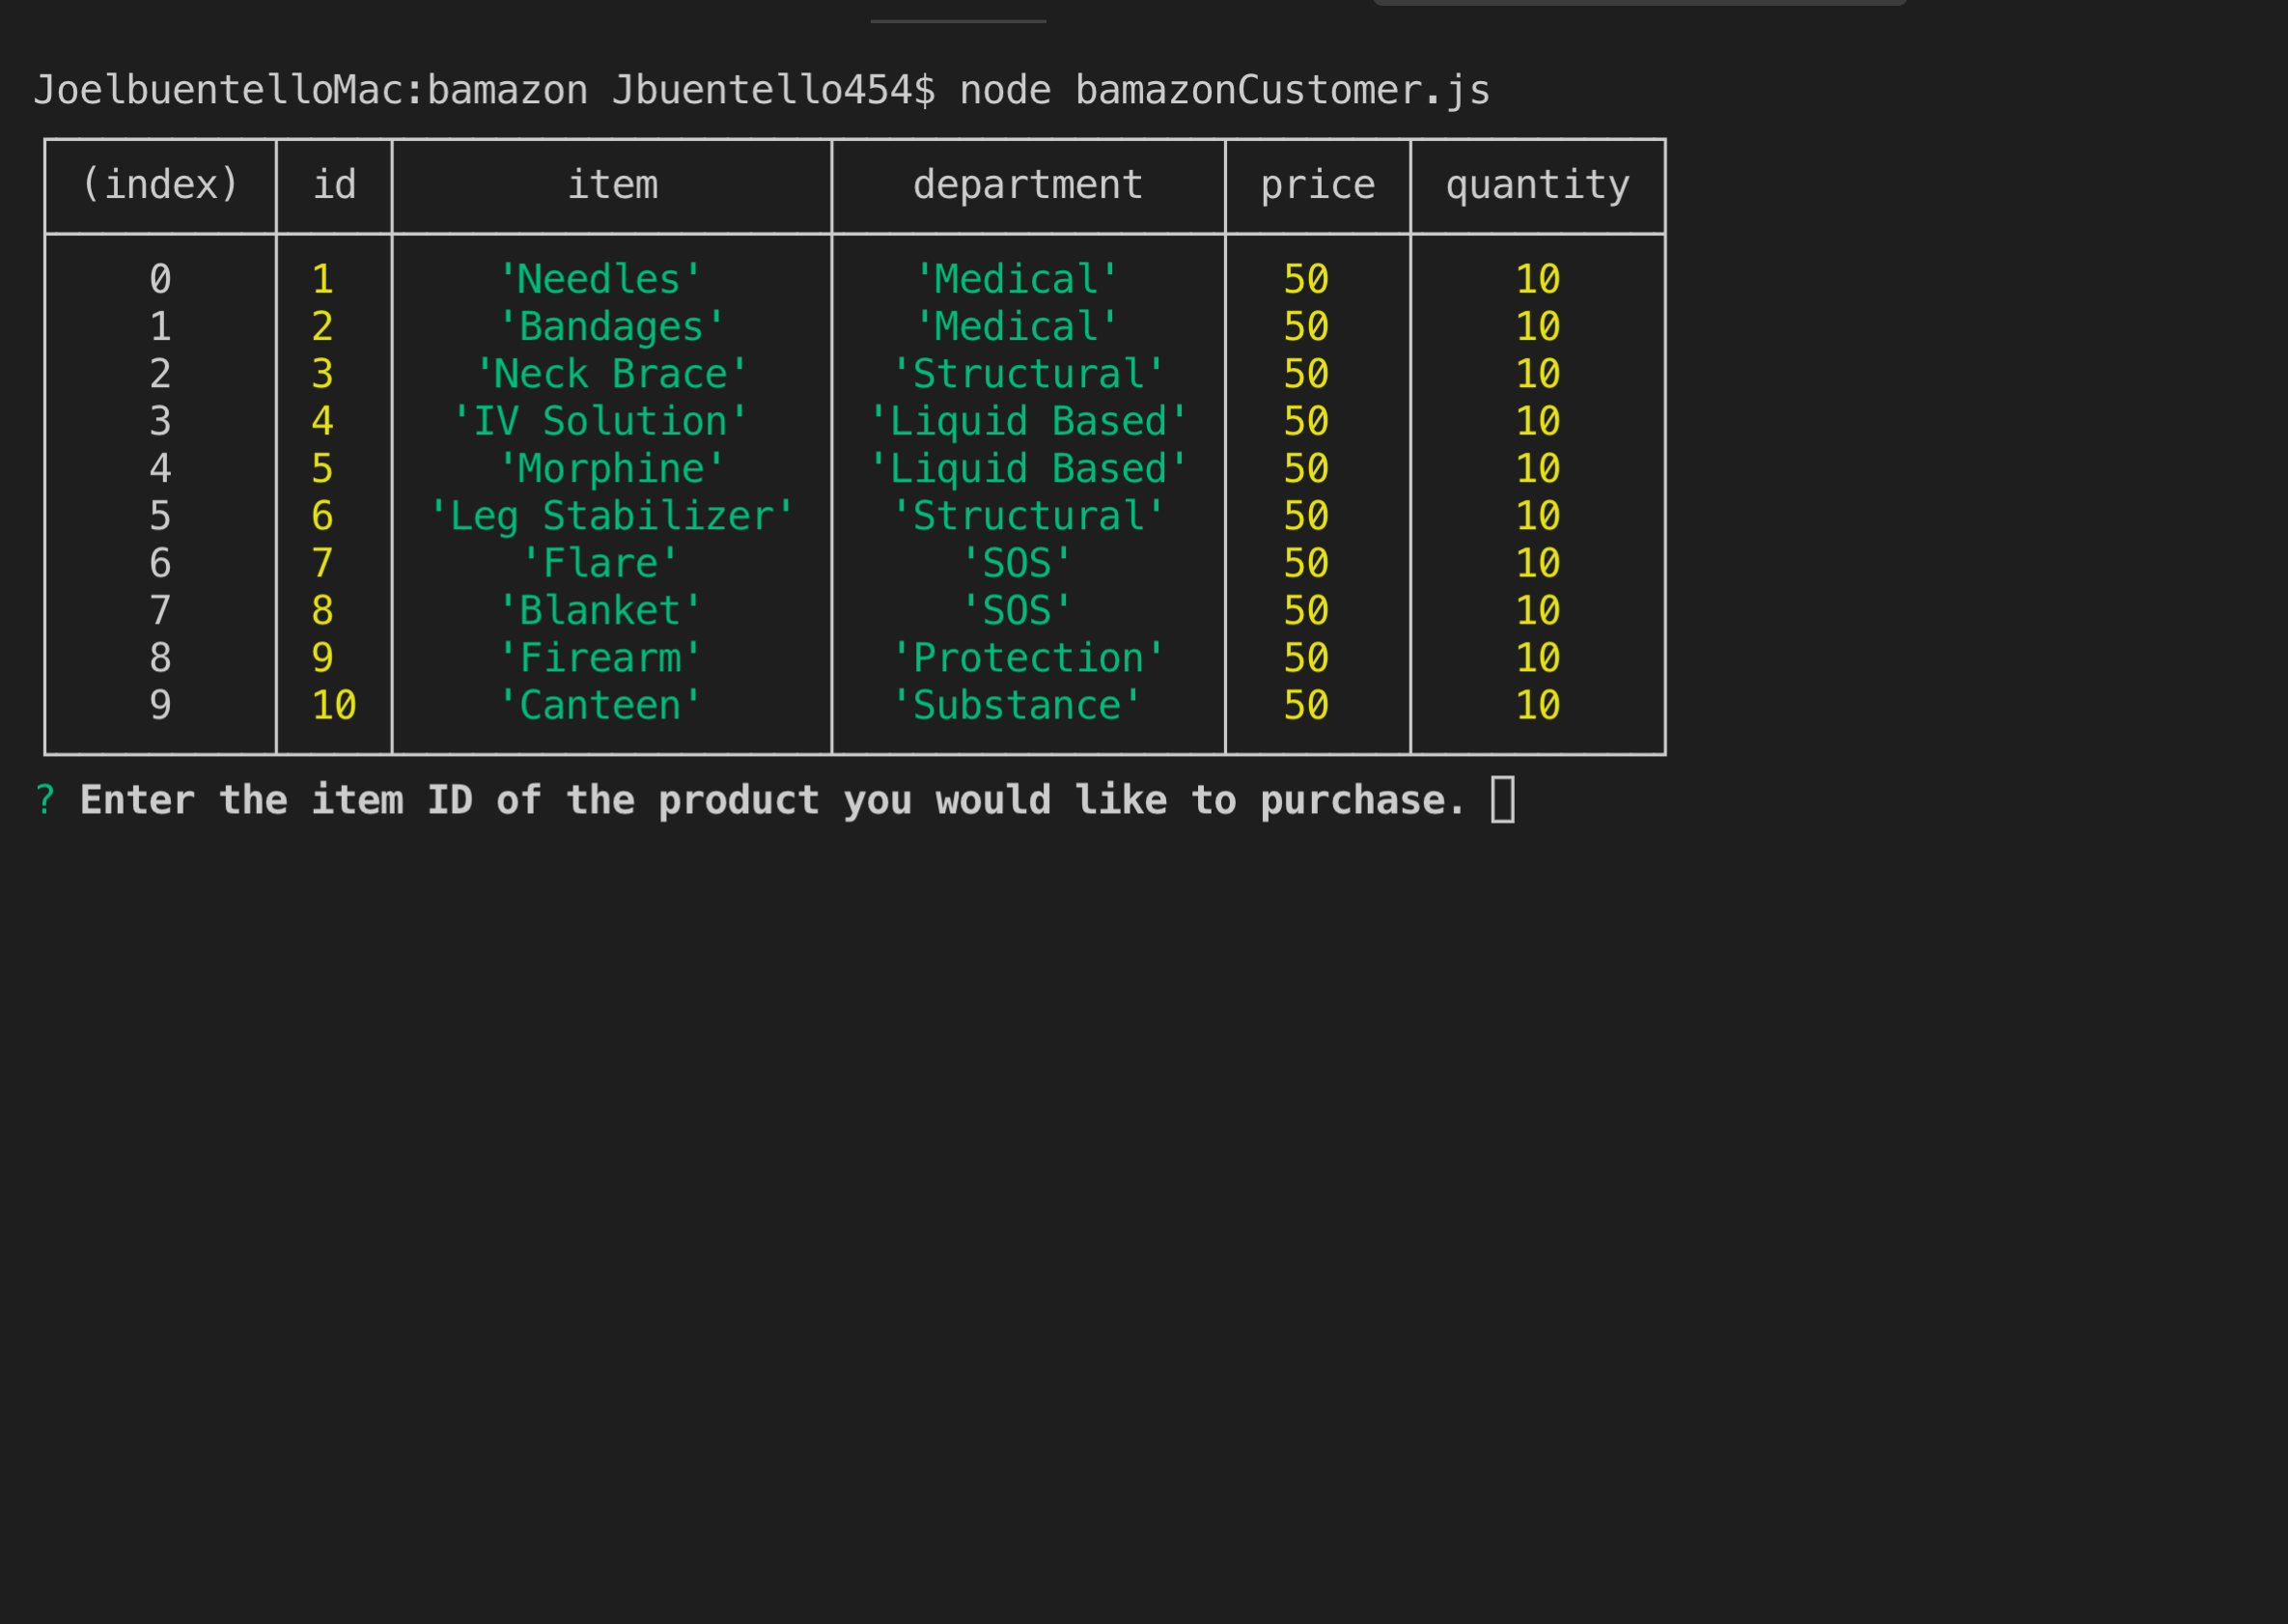 JoelbuentelloMac:bamazon Jbuentello454$ node bamazonCustomer.js
(index) id item department price quantity
0 1 'Needles' 'Medical' 50 10
1 2 'Bandages' 'Medical' 50 10
2 3 'Neck Brace' 'Structural' 50 10
3 4 'IV Solution' 'Liquid Based' 50 10
4 5 'Morphine' 'Liquid Based' 50 10
5 6 'Leg Stabilizer' 'Structural' 50 10
6 7 'Flare' 'SOS' 50 10
7 8 'Blanket' 'SOS' 50 10
8 9 'Firearm' 'Protection' 50 10
9 10 'Canteen' 'Substance' 50 10
? Enter the item ID of the product you would like to purchase.